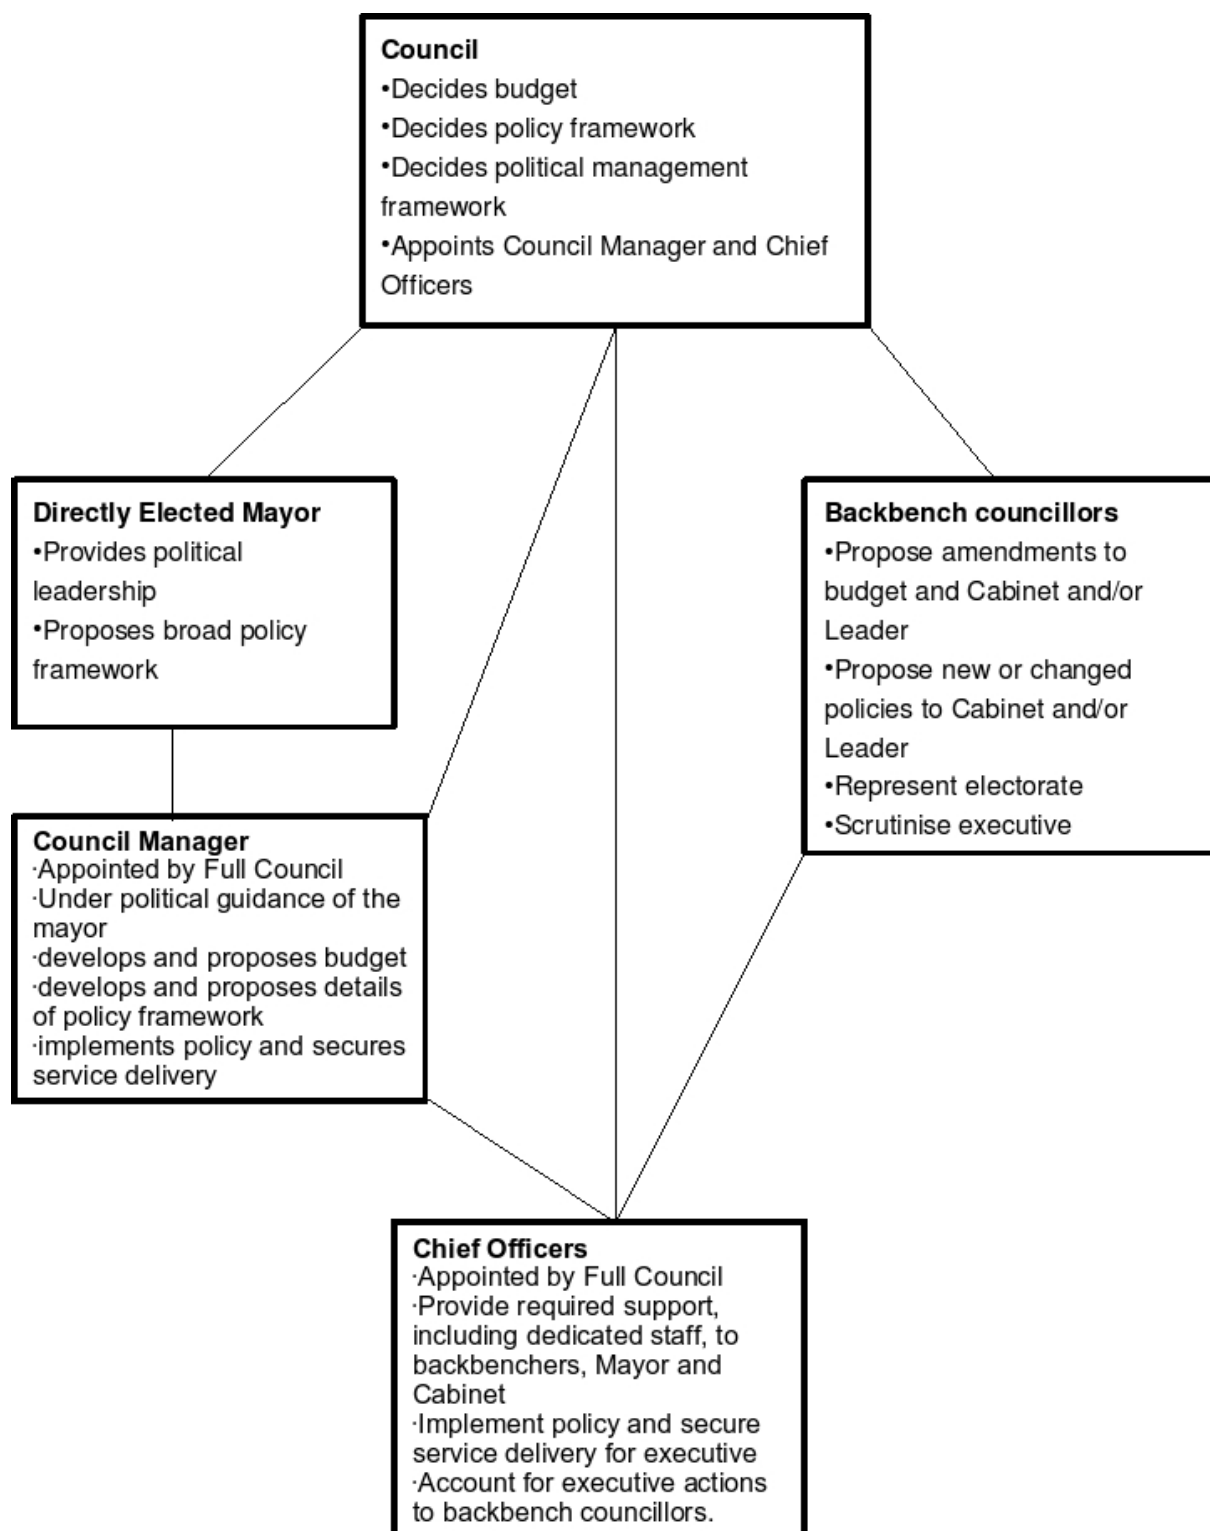 Council
•Decides budget
•Decides policy framework
•Decides political management
framework
•Appoints Council Manager and Chief
Officers
Directly Elected Mayor
•Provides political
leadership
•Proposes broad policy
framework
Backbench councillors
•Propose amendments to
budget and Cabinet and/or
Leader
•Propose new or changed
policies to Cabinet and/or
Leader
•Represent electorate
•Scrutinise executive
Council Manager
·Appointed by Full Council
·Under political guidance of the
mayor
·develops and proposes budget
·develops and proposes details
of policy framework
·implements policy and secures
service delivery
Chief Officers
·Appointed by Full Council
·Provide required support,
including dedicated staff, to
backbenchers, Mayor and
Cabinet
·Implement policy and secure
service delivery for executive
·Account for executive actions
to backbench councillors.